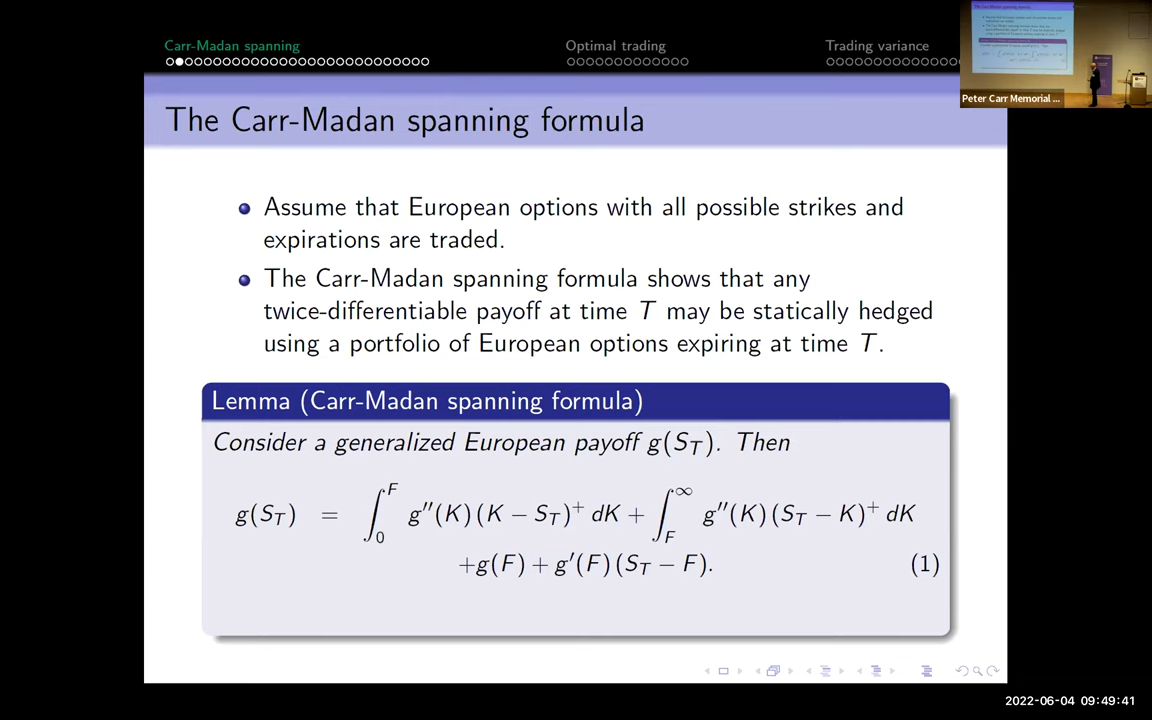 Carr-Madan spanning
Optimal trading
Trading variance
Peter Carr Memorial ...
The Carr-Madan spanning formula
Assume that European options with all possible strikes and
expirations are traded.
The Carr-Madan spanning formula shows that any
twice-differentiable payoff at time T may be statically hedged
using a portfolio of European options expiring at time T.
Lemma (Carr-Madan spanning formula)
Consider a generalized European payoff g(S_T). Then
g(S_T) = ∫_0^F g″(K) (K − S_T)^+ dK + ∫_F^∞ g″(K) (S_T − K)^+ dK
+g(F) + g′(F) (S_T − F). (1)
2022-06-04 09:49:41